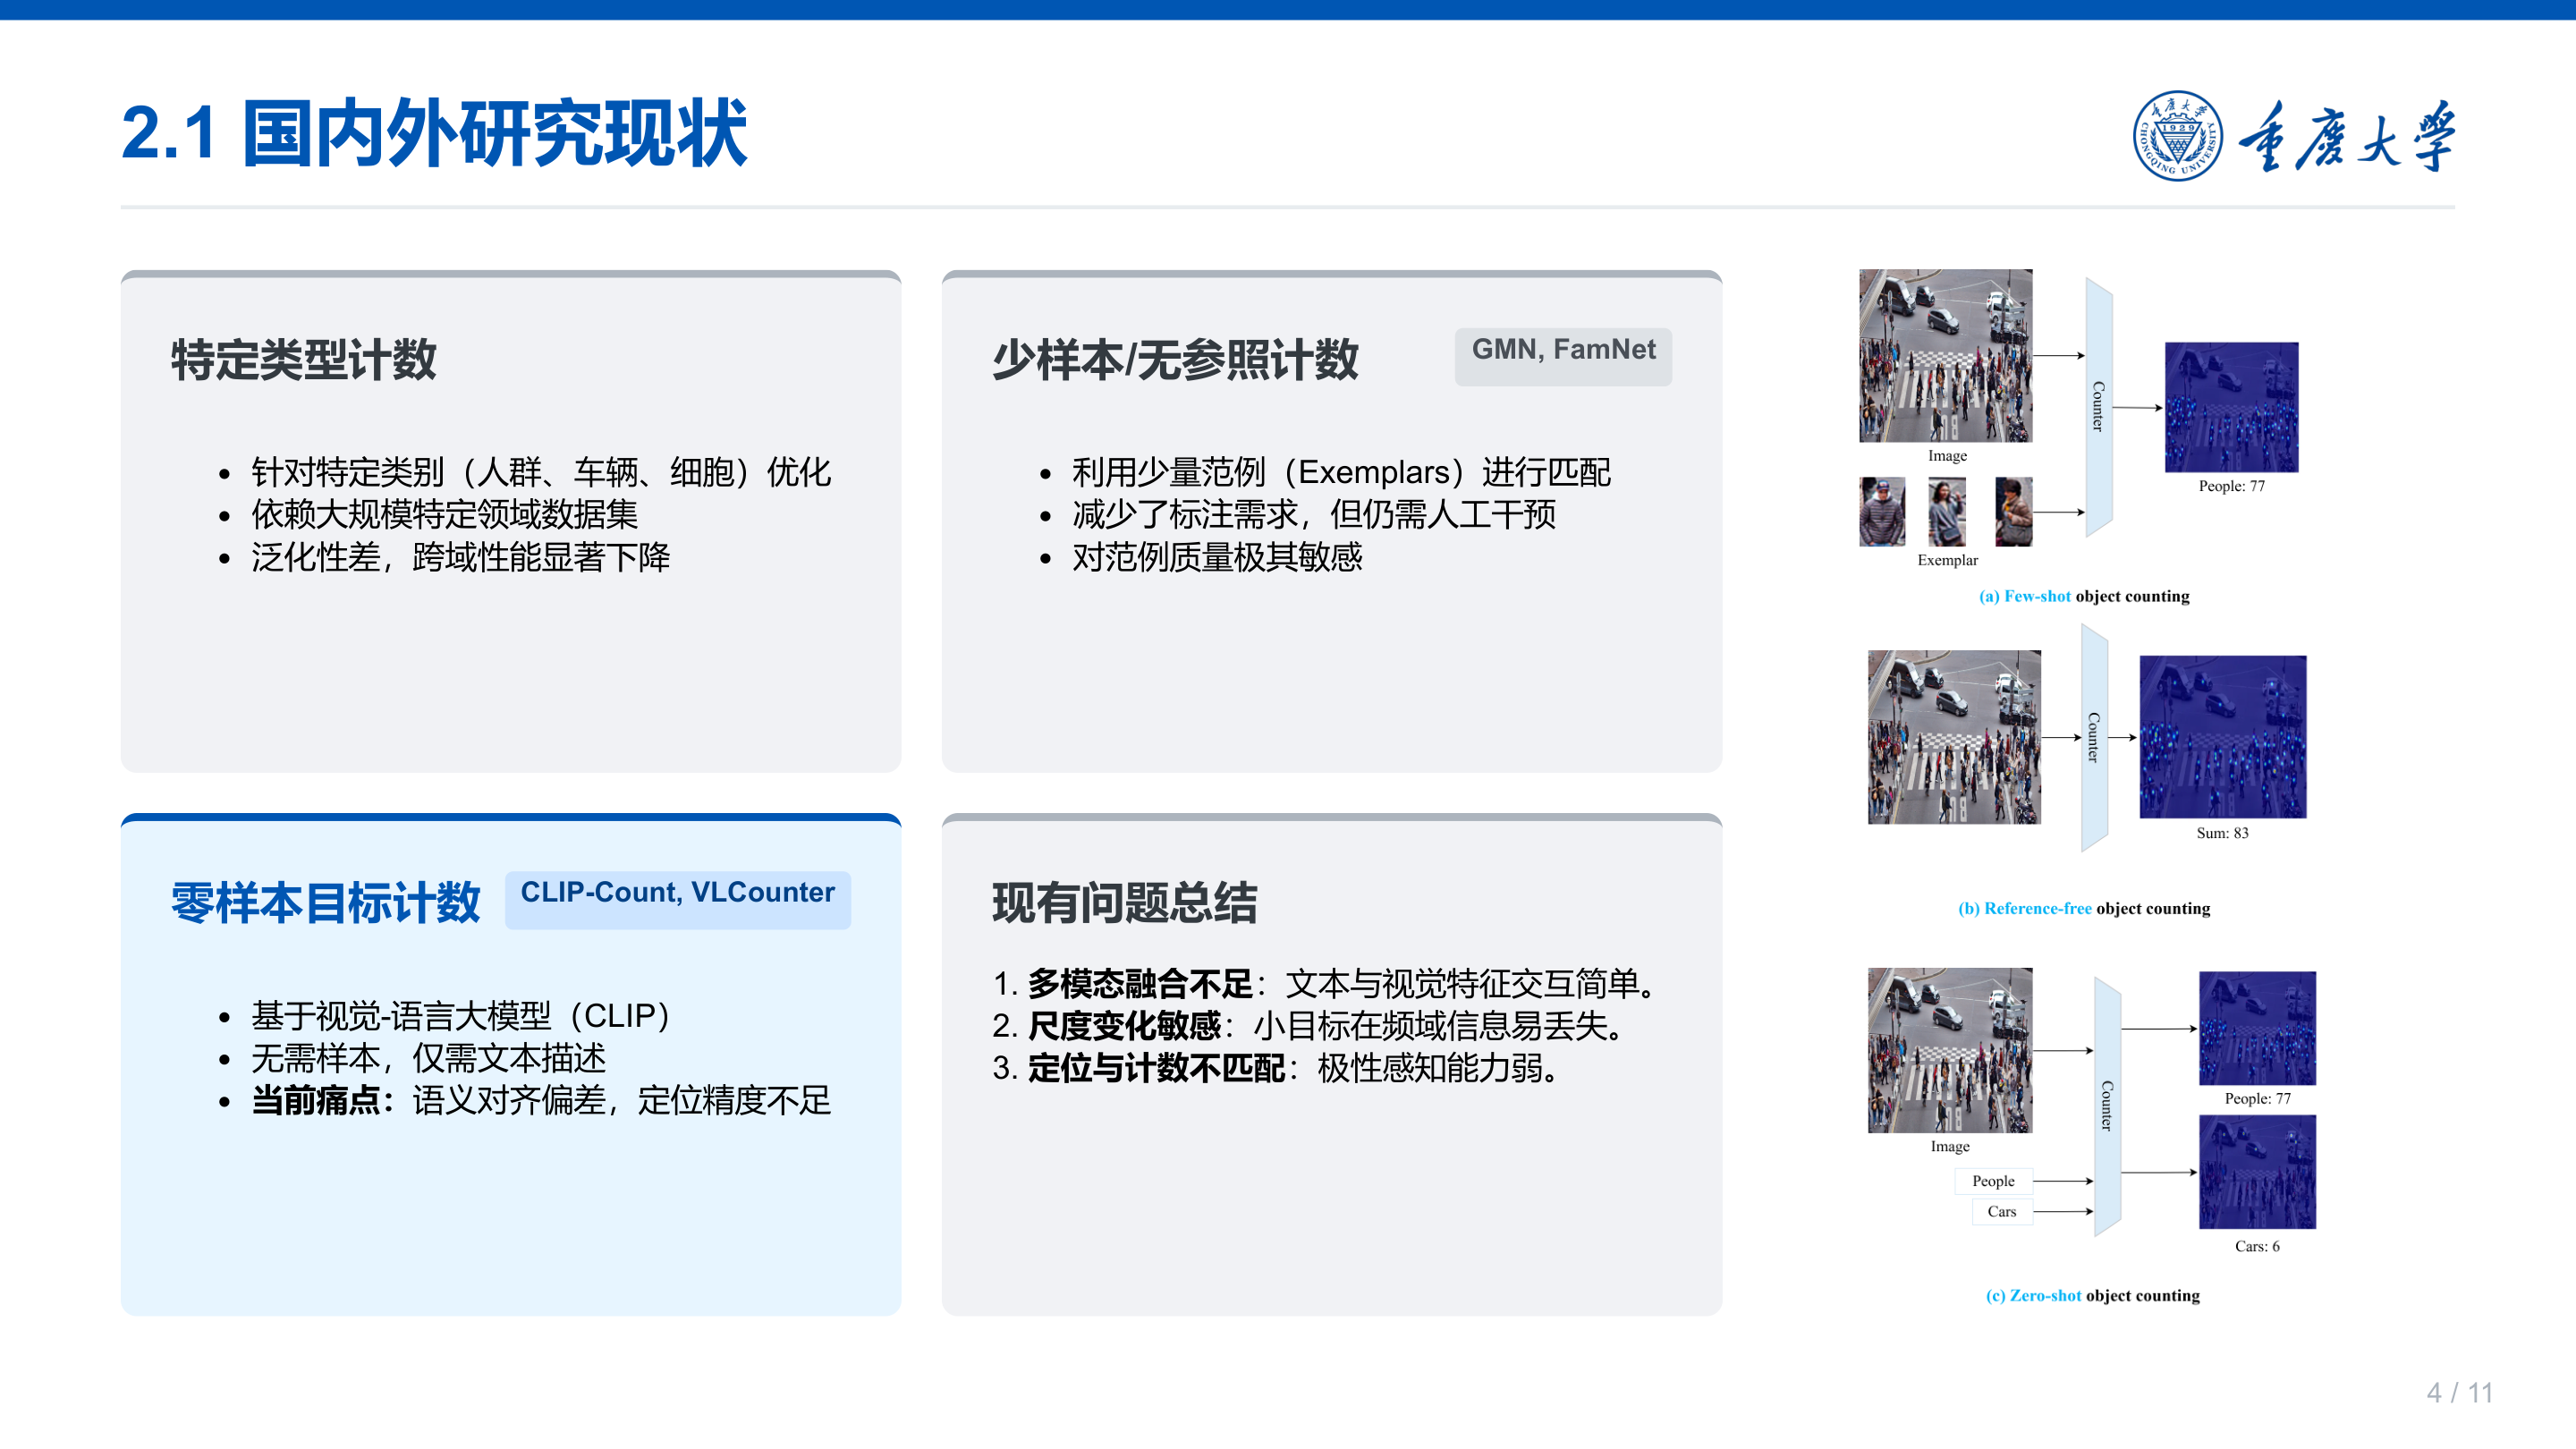 2.1 国内外研究现状
重慶大學
CHONGQING UNIVERSITY
1929
重慶大學
特定类型计数
• 针对特定类别（人群、车辆、细胞）优化
• 依赖大规模特定领域数据集
• 泛化性差，跨域性能显著下降
少样本/无参照计数
GMN, FamNet
• 利用少量范例（Exemplars）进行匹配
• 减少了标注需求，但仍需人工干预
• 对范例质量极其敏感
零样本目标计数
CLIP-Count, VLCounter
• 基于视觉-语言大模型（CLIP）
• 无需样本，仅需文本描述
• 当前痛点：语义对齐偏差，定位精度不足
现有问题总结
1. 多模态融合不足：文本与视觉特征交互简单。
2. 尺度变化敏感：小目标在频域信息易丢失。
3. 定位与计数不匹配：极性感知能力弱。
Image
Counter
People: 77
Exemplar
(a) Few-shot object counting
Counter
Sum: 83
(b) Reference-free object counting
Image
Counter
People: 77
People
Cars
Cars: 6
(c) Zero-shot object counting
4 / 11